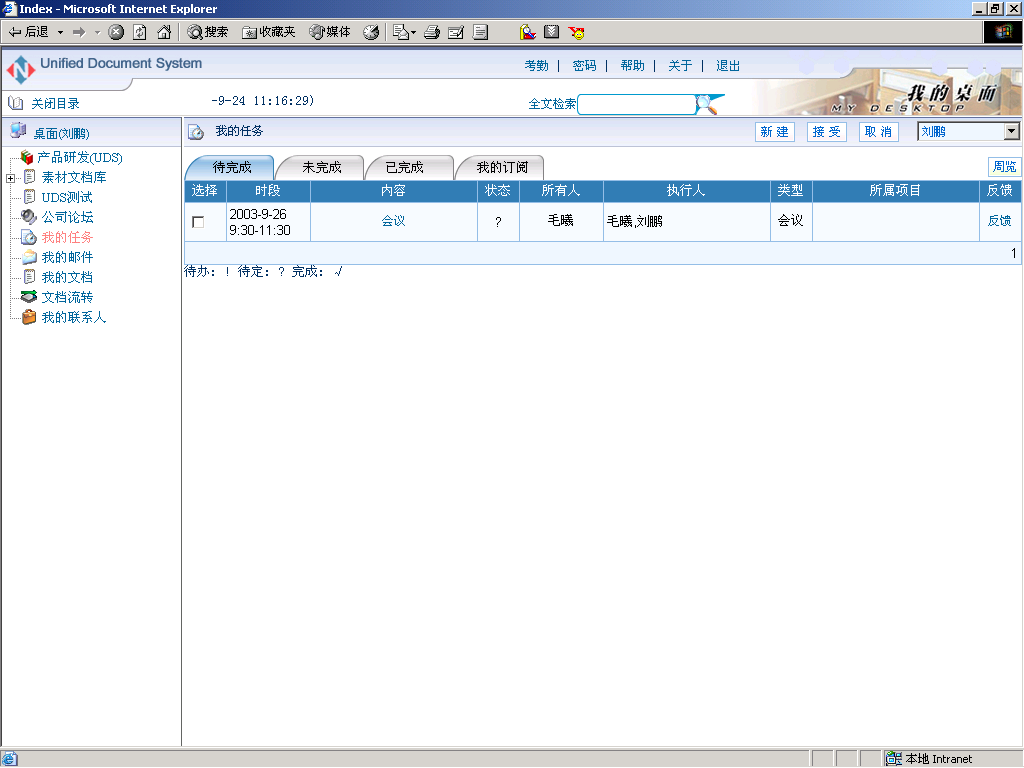 Index - Microsoft Internet Explorer
后退 搜索 收藏夹 媒体
Unified Document System
考勤 | 密码 | 帮助 | 关于 | 退出
关闭目录 -9-24 11:16:29) 全文检索 我的桌面
MY DESKTOP
桌面(刘鹏) 我的任务 新 建 接 受 取 消 刘鹏
产品研发(UDS)
素材文档库
UDS测试
公司论坛
我的任务
我的邮件
我的文档
文档流转
我的联系人
待完成 未完成 已完成 我的订阅 周览
选择 时段 内容 状态 所有人 执行人 类型 所属项目 反馈
2003-9-26
9:30-11:30 会议 ? 毛曦 毛曦,刘鹏 会议 反馈
1
待办: ! 待定: ? 完成: √
本地 Intranet